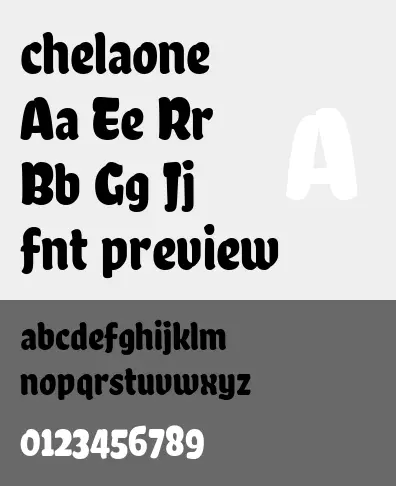 chelaone
Aa Ee Rr
A
Bb Gg Jj
fnt preview
abcdefghijklm
nopqrstuvwxyz
0123456789